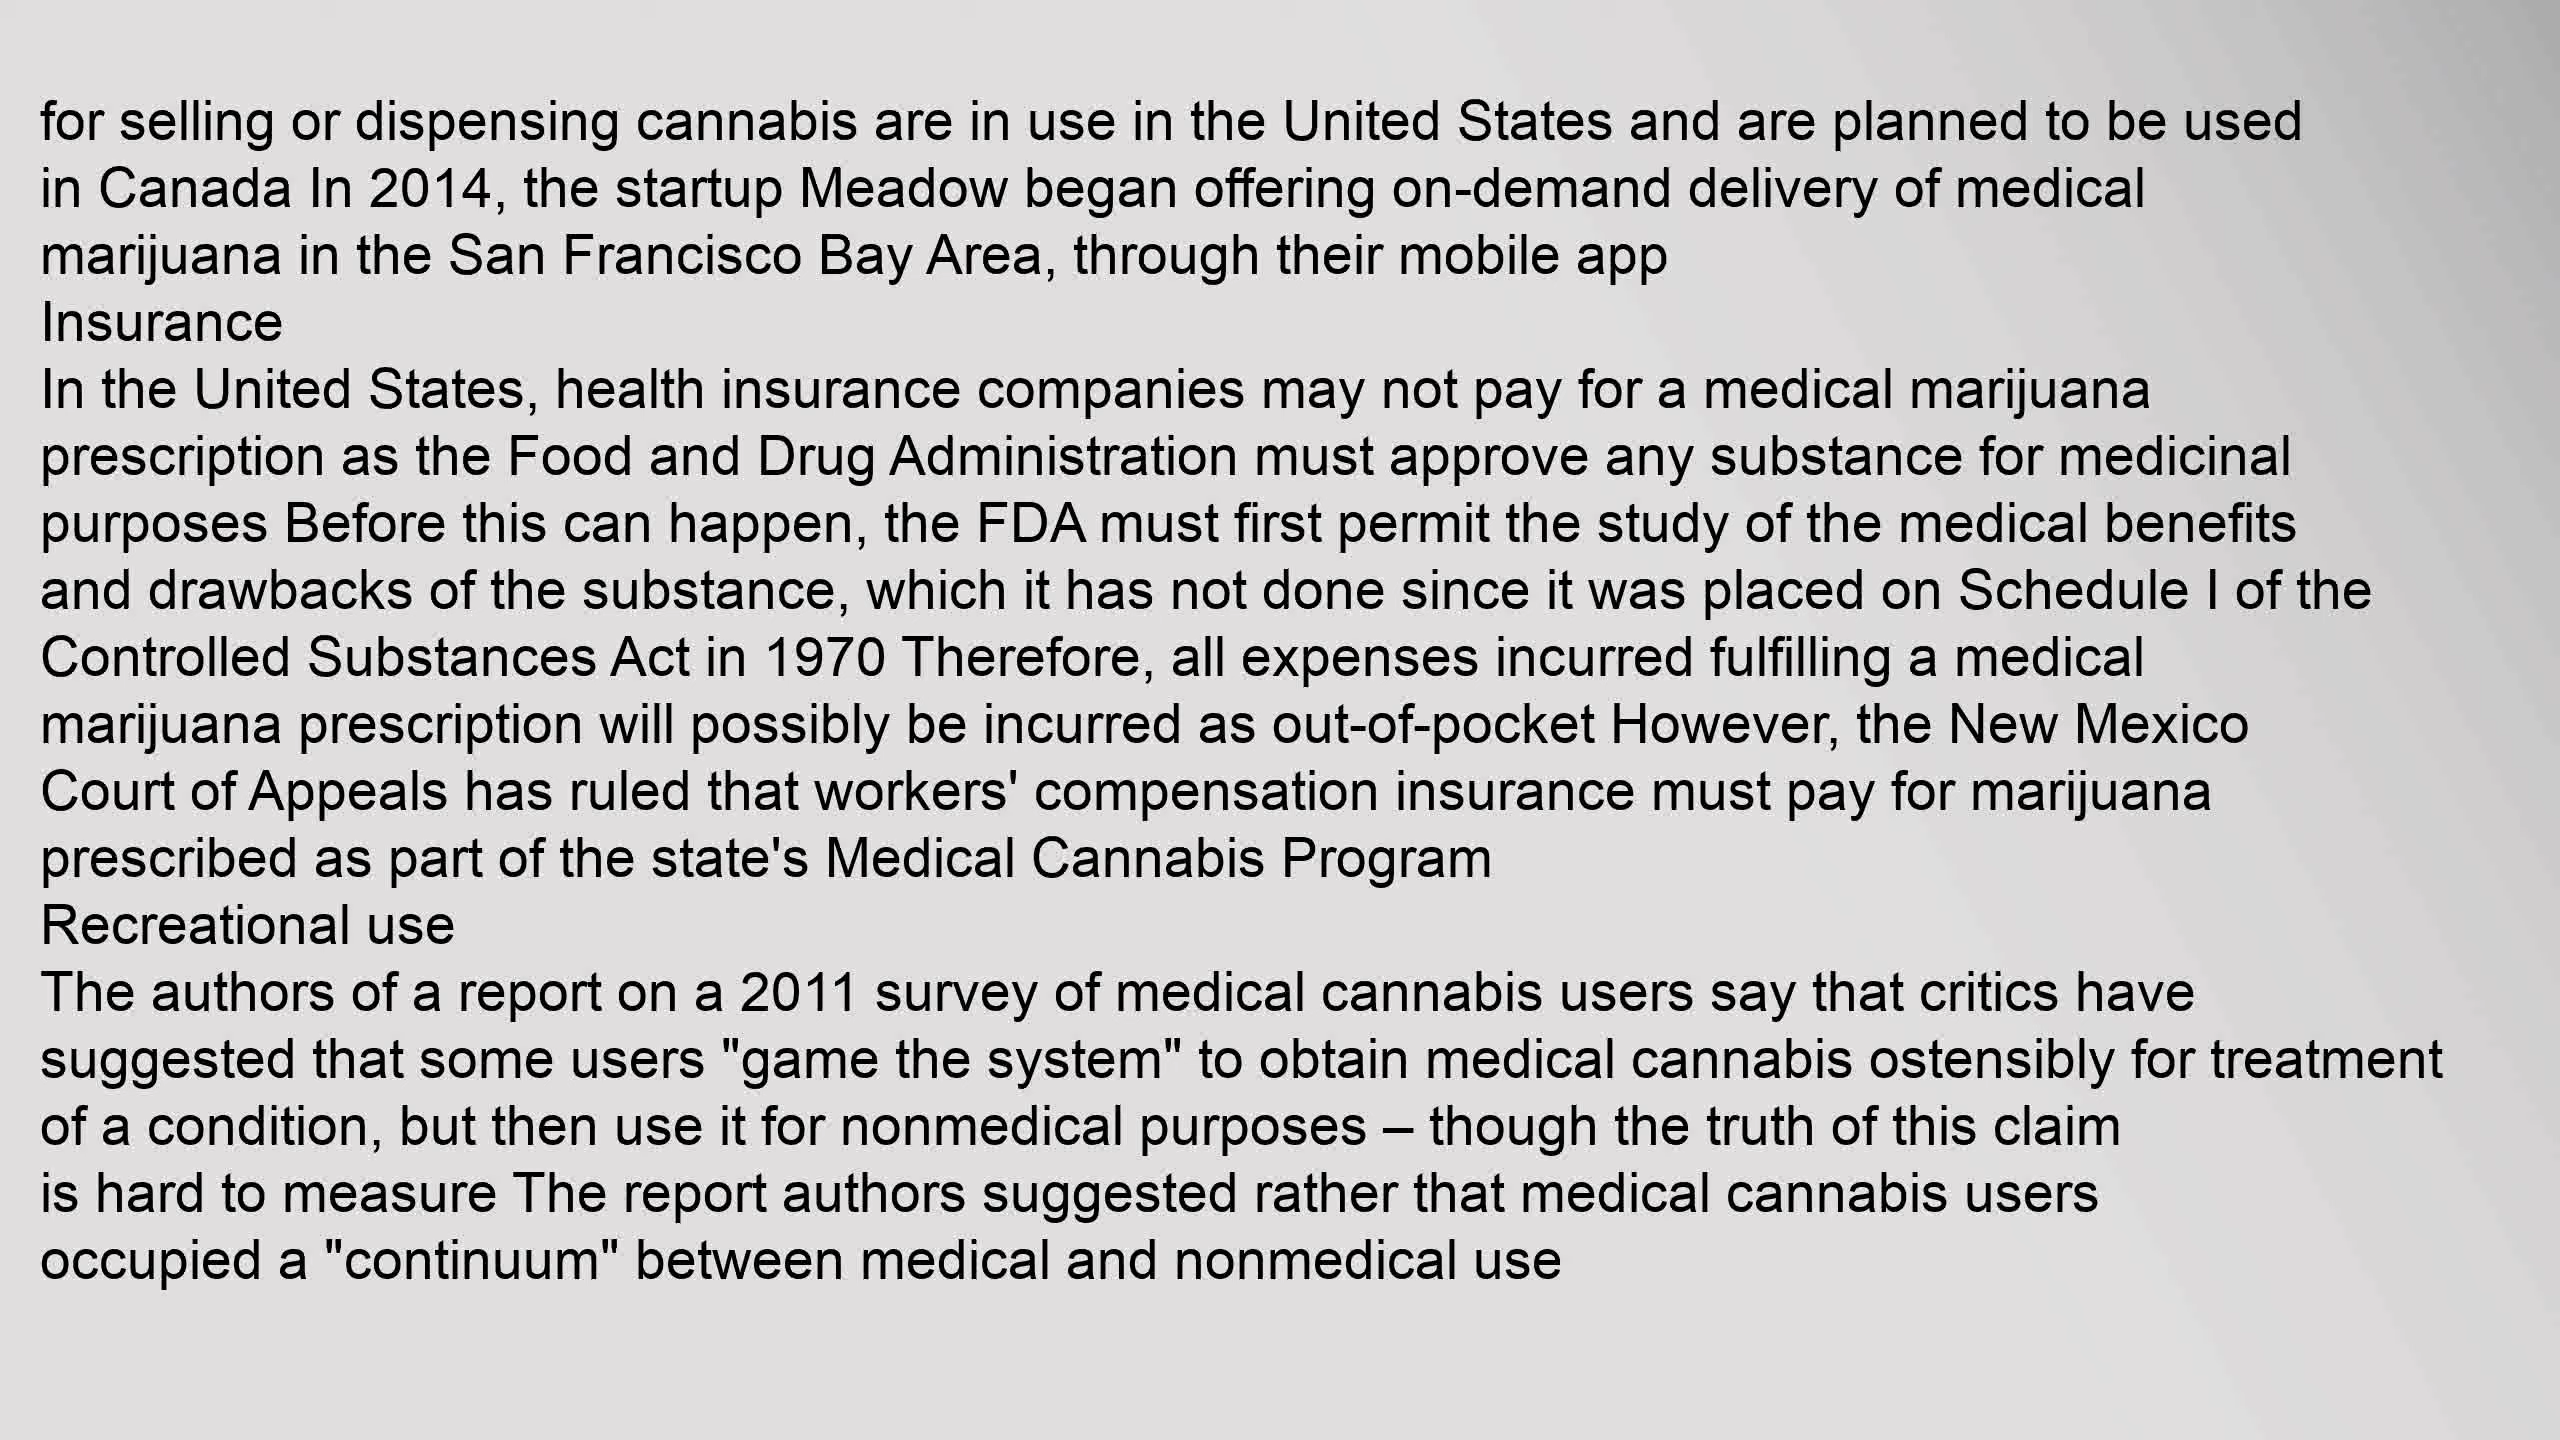 for selling or dispensing cannabis are in use in the United States and are planned to be used
in Canada In 2014, the startup Meadow began offering on-demand delivery of medical
marijuana in the San Francisco Bay Area, through their mobile app
Insurance
In the United States, health insurance companies may not pay for a medical marijuana
prescription as the Food and Drug Administration must approve any substance for medicinal
purposes Before this can happen, the FDA must first permit the study of the medical benefits
and drawbacks of the substance, which it has not done since it was placed on Schedule I of the
Controlled Substances Act in 1970 Therefore, all expenses incurred fulfilling a medical
marijuana prescription will possibly be incurred as out-of-pocket However, the New Mexico
Court of Appeals has ruled that workers' compensation insurance must pay for marijuana
prescribed as part of the state's Medical Cannabis Program
Recreational use
The authors of a report on a 2011 survey of medical cannabis users say that critics have
suggested that some users "game the system" to obtain medical cannabis ostensibly for treatment
of a condition, but then use it for nonmedical purposes – though the truth of this claim
is hard to measure The report authors suggested rather that medical cannabis users
occupied a "continuum" between medical and nonmedical use